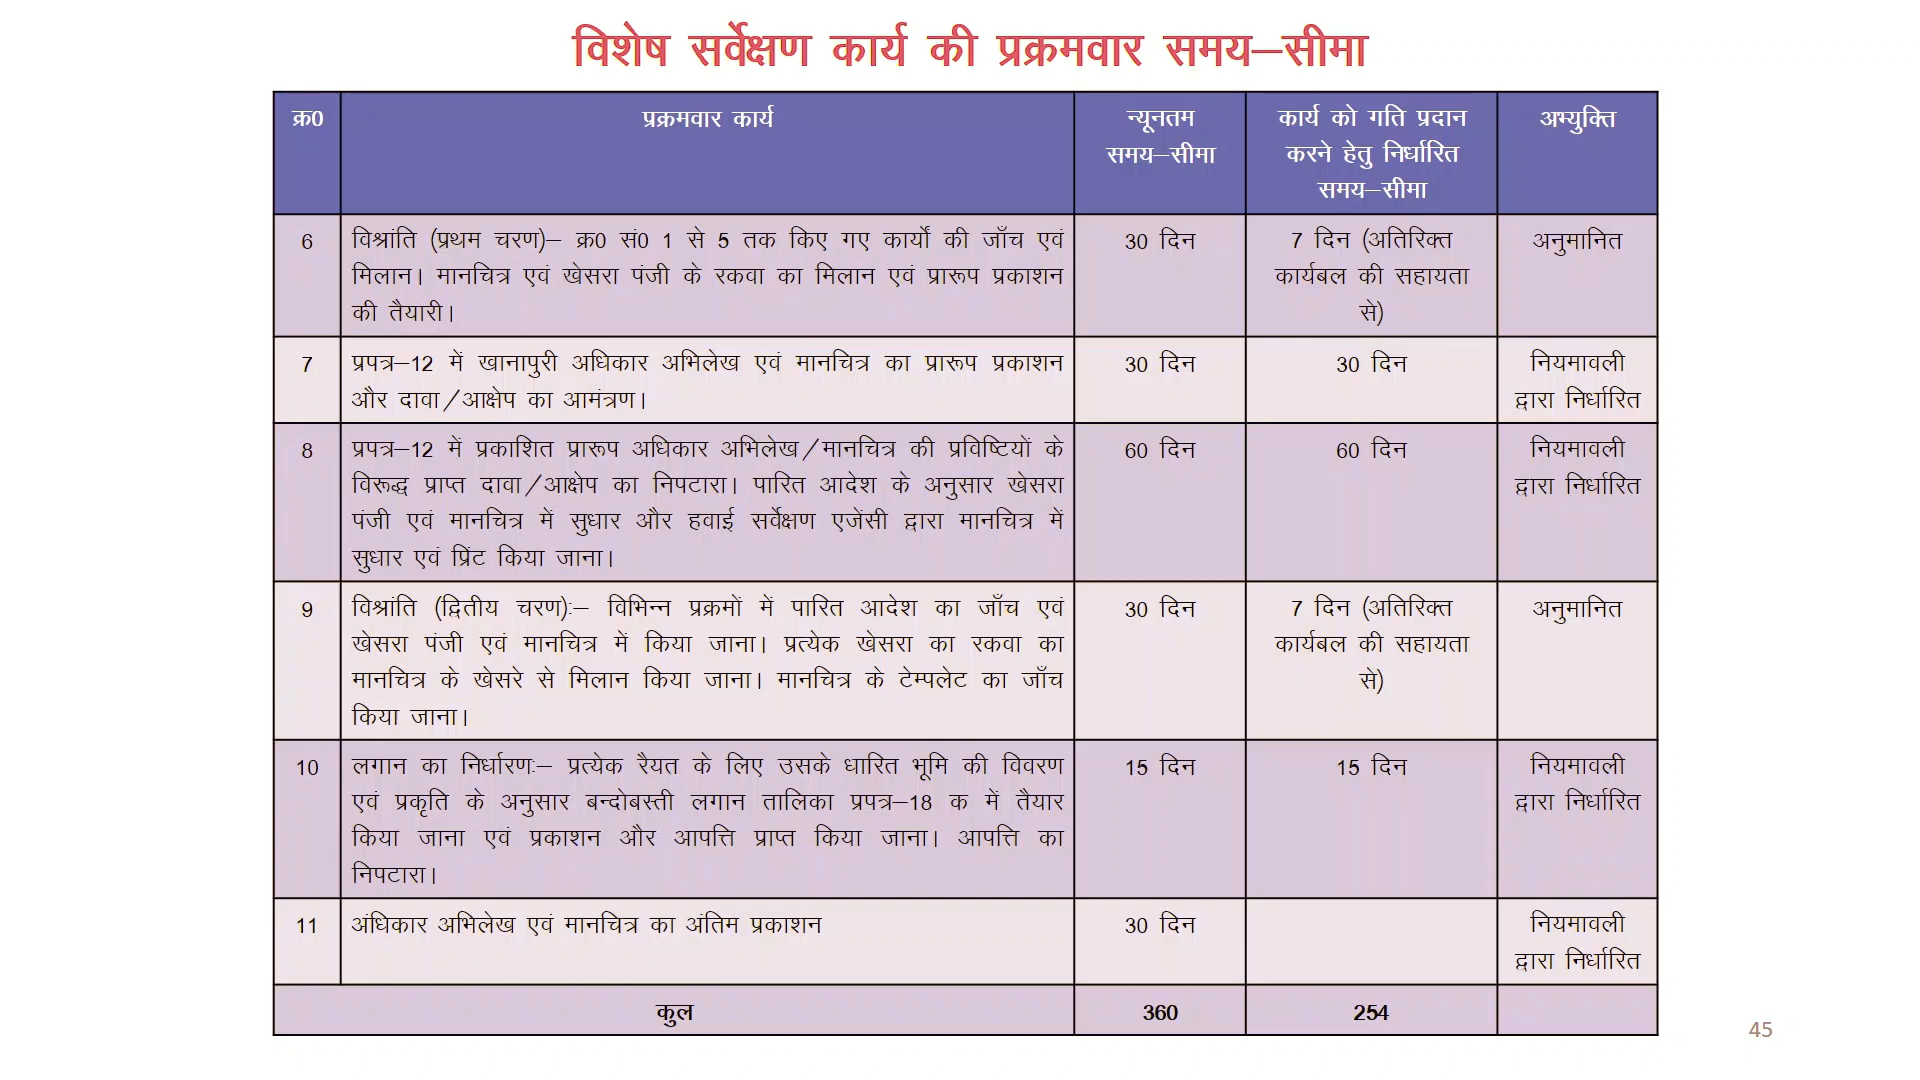 विशेष सर्वेक्षण कार्य की प्रक्रमवार समय–सीमा
क्र0
प्रक्रमवार कार्य
न्यूनतम
समय–सीमा
कार्य को गति प्रदान
करने हेतु निर्धारित
समय–सीमा
अभ्युक्ति
6
विश्रांति (प्रथम चरण)– क्र0 सं0 1 से 5 तक किए गए कार्यों की जाँच एवं
मिलान। मानचित्र एवं खेसरा पंजी के रकवा का मिलान एवं प्रारूप प्रकाशन
की तैयारी।
30 दिन
7 दिन (अतिरिक्त
कार्यबल की सहायता
से)
अनुमानित
7
प्रपत्र–12 में खानापुरी अधिकार अभिलेख एवं मानचित्र का प्रारूप प्रकाशन
और दावा/आक्षेप का आमंत्रण।
30 दिन
30 दिन
नियमावली
द्वारा निर्धारित
8
प्रपत्र–12 में प्रकाशित प्रारूप अधिकार अभिलेख/मानचित्र की प्रविष्टियों के
विरूद्ध प्राप्त दावा/आक्षेप का निपटारा। पारित आदेश के अनुसार खेसरा
पंजी एवं मानचित्र में सुधार और हवाई सर्वेक्षण एजेंसी द्वारा मानचित्र में
सुधार एवं प्रिंट किया जाना।
60 दिन
60 दिन
नियमावली
द्वारा निर्धारित
9
विश्रांति (द्वितीय चरण):– विभिन्न प्रक्रमों में पारित आदेश का जाँच एवं
खेसरा पंजी एवं मानचित्र में किया जाना। प्रत्येक खेसरा का रकवा का
मानचित्र के खेसरे से मिलान किया जाना। मानचित्र के टेम्पलेट का जाँच
किया जाना।
30 दिन
7 दिन (अतिरिक्त
कार्यबल की सहायता
से)
अनुमानित
10
लगान का निर्धारण:– प्रत्येक रैयत के लिए उसके धारित भूमि की विवरण
एवं प्रकृति के अनुसार बन्दोबस्ती लगान तालिका प्रपत्र–18 क में तैयार
किया जाना एवं प्रकाशन और आपत्ति प्राप्त किया जाना। आपत्ति का
निपटारा।
15 दिन
15 दिन
नियमावली
द्वारा निर्धारित
11
अंधिकार अभिलेख एवं मानचित्र का अंतिम प्रकाशन
30 दिन
नियमावली
द्वारा निर्धारित
कुल
360
254
45